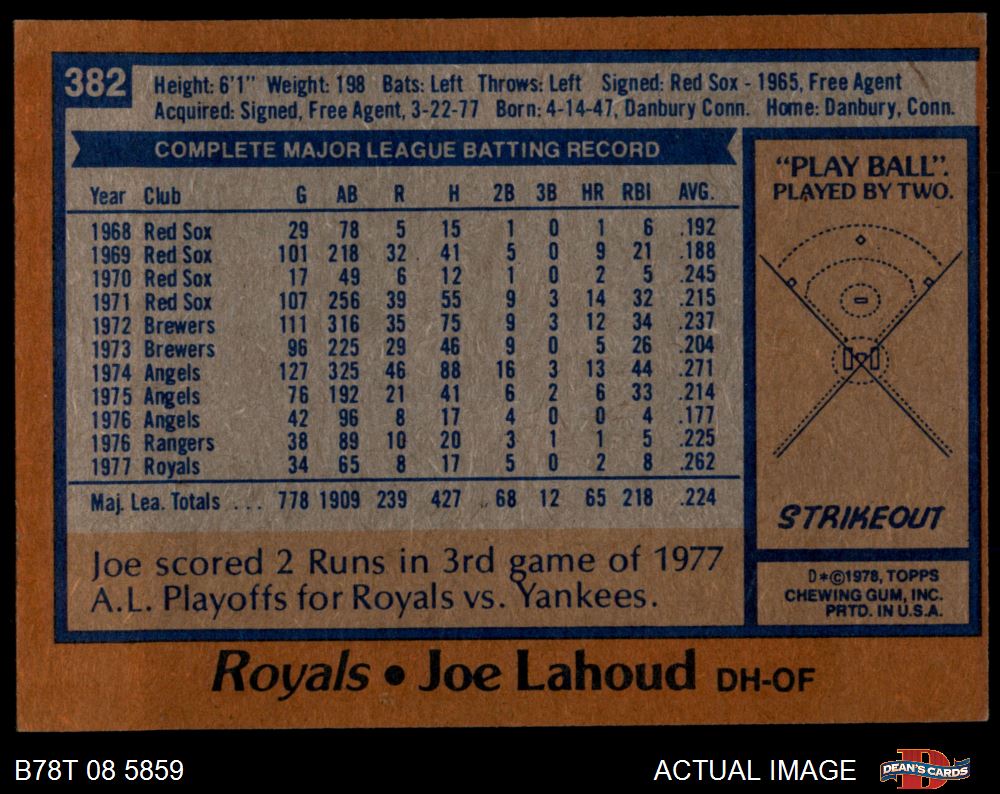 382
Height: 6'1" Weight: 198 Bats: Left Throws: Left Signed: Red Sox - 1965, Free Agent
Acquired: Signed, Free Agent, 3-22-77 Born: 4-14-47, Danbury Conn. Home: Danbury, Conn.
COMPLETE MAJOR LEAGUE BATTING RECORD
Year Club G AB R H 2B 3B HR RBI AVG.
1968 Red Sox 29 78 5 15 1 0 1 6 .192
1969 Red Sox 101 218 32 41 5 0 9 21 .188
1970 Red Sox 17 49 6 12 1 0 2 5 .245
1971 Red Sox 107 256 39 55 9 3 14 32 .215
1972 Brewers 111 316 35 75 9 3 12 34 .237
1973 Brewers 96 225 29 46 9 0 5 26 .204
1974 Angels 127 325 46 88 16 3 13 44 .271
1975 Angels 76 192 21 41 6 2 6 33 .214
1976 Angels 42 96 8 17 4 0 0 4 .177
1976 Rangers 38 89 10 20 3 1 1 5 .225
1977 Royals 34 65 8 17 5 0 2 8 .262
Maj. Lea. Totals ... 778 1909 239 427 68 12 65 218 .224
Joe scored 2 Runs in 3rd game of 1977
A.L. Playoffs for Royals vs. Yankees.
"PLAY BALL".
PLAYED BY TWO.
STRIKEOUT
D*©1978, TOPPS
CHEWING GUM, INC.
PRTD. IN U.S.A.
Royals • Joe Lahoud DH-OF
B78T 08 5859
ACTUAL IMAGE
DEAN'S CARDS